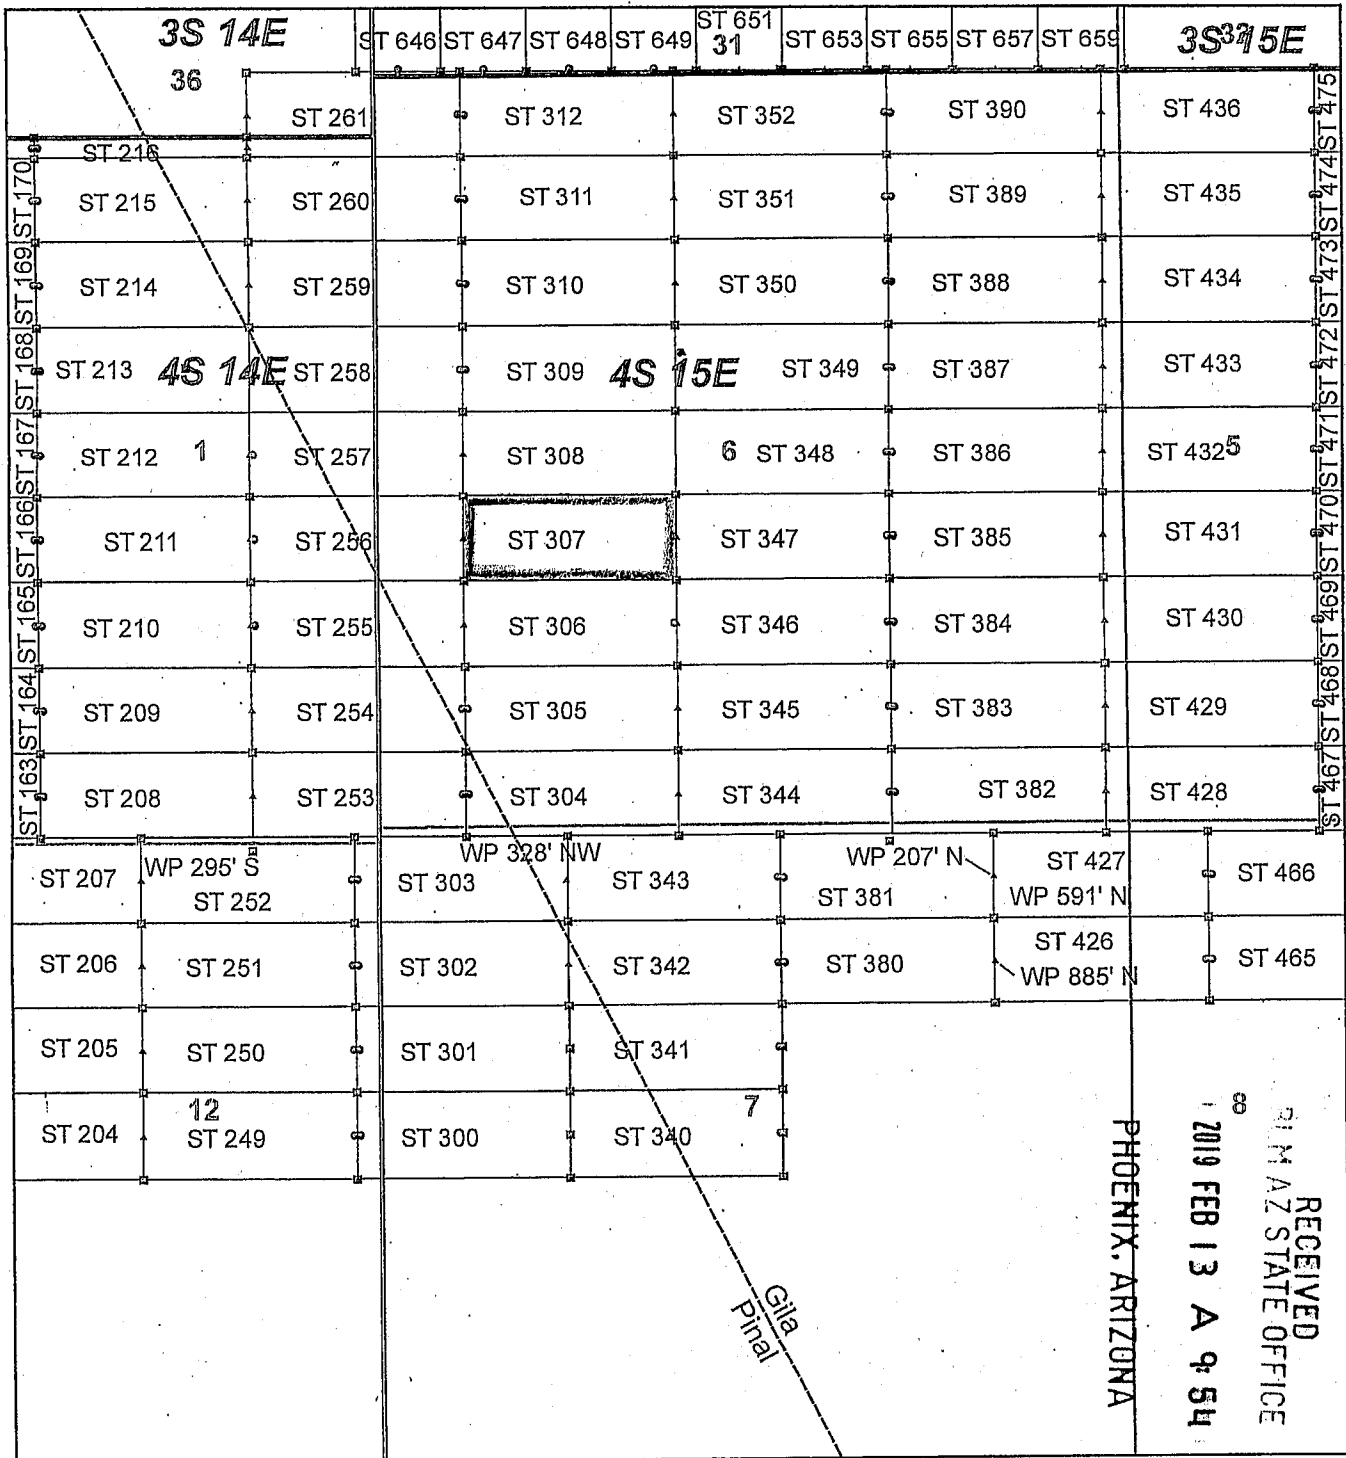 3S 14E
ST 646 ST 647 ST 648 ST 649 ST 651 ST 653 ST 655 ST 657 ST 659
31
3S 32 15E
36
ST 261 ST 312 ST 352 ST 390 ST 436 ST 475
ST 216
ST 170 ST 215 ST 260 ST 311 ST 351 ST 389 ST 435 ST 474
ST 169 ST 214 ST 259 ST 310 ST 350 ST 388 ST 434 ST 473
ST 168 ST 213 4S 14E ST 258 ST 309 4S 15E ST 349 ST 387 ST 433 ST 472
ST 167 ST 212 1 ST 257 ST 308 6 ST 348 ST 386 ST 432 5 ST 471
ST 166 ST 211 ST 256 ST 307 ST 347 ST 385 ST 431 ST 470
ST 165 ST 210 ST 255 ST 306 ST 346 ST 384 ST 430 ST 469
ST 164 ST 209 ST 254 ST 305 ST 345 ST 383 ST 429 ST 468
ST 163 ST 208 ST 253 ST 304 ST 344 ST 382 ST 428 ST 467
WP 295' S WP 328' NW WP 207' N ST 427
ST 207 ST 252 ST 303 ST 343 ST 381 WP 591' N ST 466
ST 206 ST 251 ST 302 ST 342 ST 380 ST 426 ST 465
WP 885' N
ST 205 ST 250 ST 301 ST 341
12 7 8
ST 204 ST 249 ST 300 ST 340
Gila
Pinal
RECEIVED
BLM AZ STATE OFFICE
2019 FEB 13 A 9:54
PHOENIX, ARIZONA